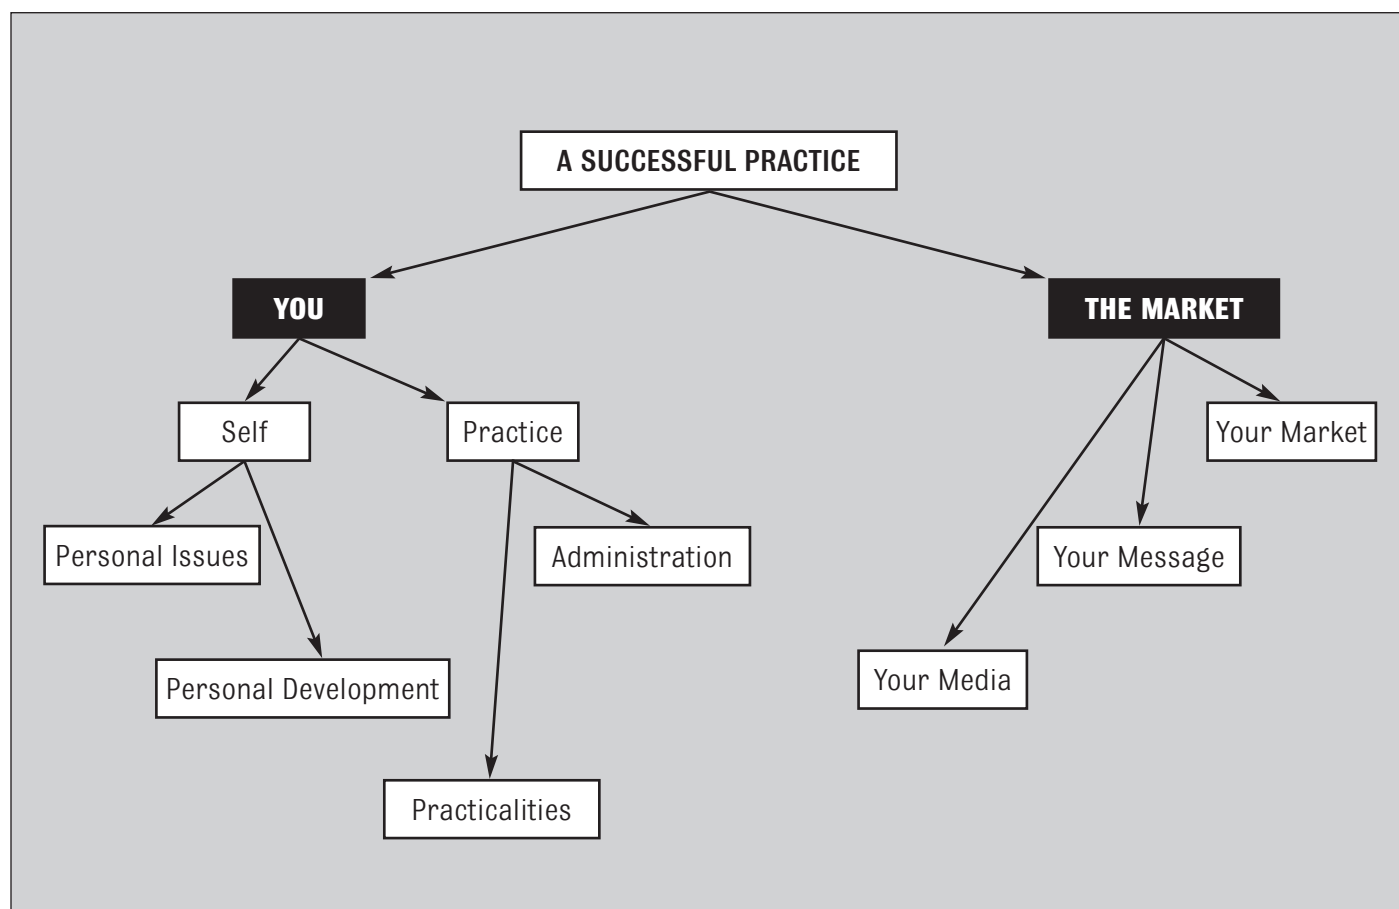 A SUCCESSFUL PRACTICE
YOU
THE MARKET
Self
Practice
Your Market
Personal Issues
Administration
Your Message
Personal Development
Your Media
Practicalities